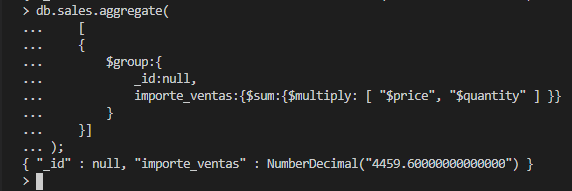 > db.sales.aggregate(
... [
... {
... $group:{
... _id:null,
... importe_ventas:{$sum:{$multiply: [ "$price", "$quantity" ] }}
... }
... }]
... );
{ "_id" : null, "importe_ventas" : NumberDecimal("4459.60000000000000") }
>